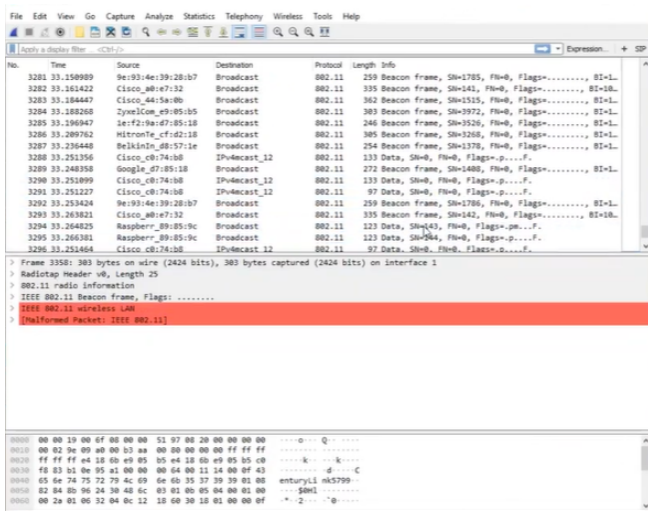 File Edit View Go Capture Analyze Statistics Telephony Wireless Tools Help
Apply a display filter ... <Ctrl-/>
Expression... + SIP
No. Time Source Destination Protocol Length Info
3281 33.150989 9e:93:4e:39:28:b7 Broadcast 802.11 259 Beacon frame, SN=1785, FN=0, Flags=........, BI=1…
3282 33.161422 Cisco_a0:e7:32 Broadcast 802.11 335 Beacon frame, SN=141, FN=0, Flags=........, BI=10…
3283 33.184447 Cisco_44:5a:0b Broadcast 802.11 362 Beacon frame, SN=1515, FN=0, Flags=........, BI=1…
3284 33.188268 ZyxelCom_e9:05:b5 Broadcast 802.11 303 Beacon frame, SN=3972, FN=0, Flags=........, BI=1…
3285 33.196947 1e:f2:9a:d7:85:18 Broadcast 802.11 246 Beacon frame, SN=3526, FN=0, Flags=........, BI=1…
3286 33.209762 HitronTe_cf:d2:18 Broadcast 802.11 305 Beacon frame, SN=3268, FN=0, Flags=........, BI=1…
3287 33.236448 BelkinIn_d8:57:1e Broadcast 802.11 254 Beacon frame, SN=1378, FN=0, Flags=........, BI=1…
3288 33.251356 Cisco_c0:74:b8 IPv4mcast_12 802.11 133 Data, SN=0, FN=0, Flags=.p....F.
3289 33.248358 Google_d7:85:18 Broadcast 802.11 272 Beacon frame, SN=1408, FN=0, Flags=........, BI=1…
3290 33.251099 Cisco_c0:74:b8 IPv4mcast_12 802.11 133 Data, SN=0, FN=0, Flags=.p....F.
3291 33.251227 Cisco_c0:74:b8 IPv4mcast_12 802.11 97 Data, SN=0, FN=0, Flags=.p....F.
3292 33.253424 9e:93:4e:39:28:b7 Broadcast 802.11 259 Beacon frame, SN=1786, FN=0, Flags=........, BI=1…
3293 33.263821 Cisco_a0:e7:32 Broadcast 802.11 335 Beacon frame, SN=142, FN=0, Flags=........, BI=10…
3294 33.264825 Raspberr_89:85:9c Broadcast 802.11 123 Data, SN=143, FN=0, Flags=.pm...F.
3295 33.266381 Raspberr_89:85:9c Broadcast 802.11 123 Data, SN=144, FN=0, Flags=.p....F.
3296 33.251464 Cisco_c0:74:b8 IPv4mcast_12 802.11 97 Data, SN=0, FN=0, Flags=.p....F.
> Frame 3358: 303 bytes on wire (2424 bits), 303 bytes captured (2424 bits) on interface 1
> Radiotap Header v0, Length 25
> 802.11 radio information
> IEEE 802.11 Beacon frame, Flags: ........
> IEEE 802.11 wireless LAN
> [Malformed Packet: IEEE 802.11]
0000 00 00 19 00 6f 08 00 00 51 97 08 20 00 00 00 00 ····o··· Q·· ····
0010 00 02 9e 09 a0 00 b3 aa 00 80 00 00 00 ff ff ff
0020 ff ff ff e4 18 6b e9 05 b5 e4 18 6b e9 05 b5 c0 ·····k·· ···k····
0030 f8 83 b1 0e 95 a1 00 00 00 64 00 11 14 00 0f 43 ········ ·d·····C
0040 65 6e 74 75 72 79 4c 69 6e 6b 35 37 39 39 01 08 enturyLi nk5799··
0050 82 84 8b 96 24 30 48 6c 03 01 0b 05 04 00 01 00 ····$0Hl ········
0060 00 2a 01 06 32 04 0c 12 18 60 30 18 01 00 00 0f ·*··2··· ·`0·····